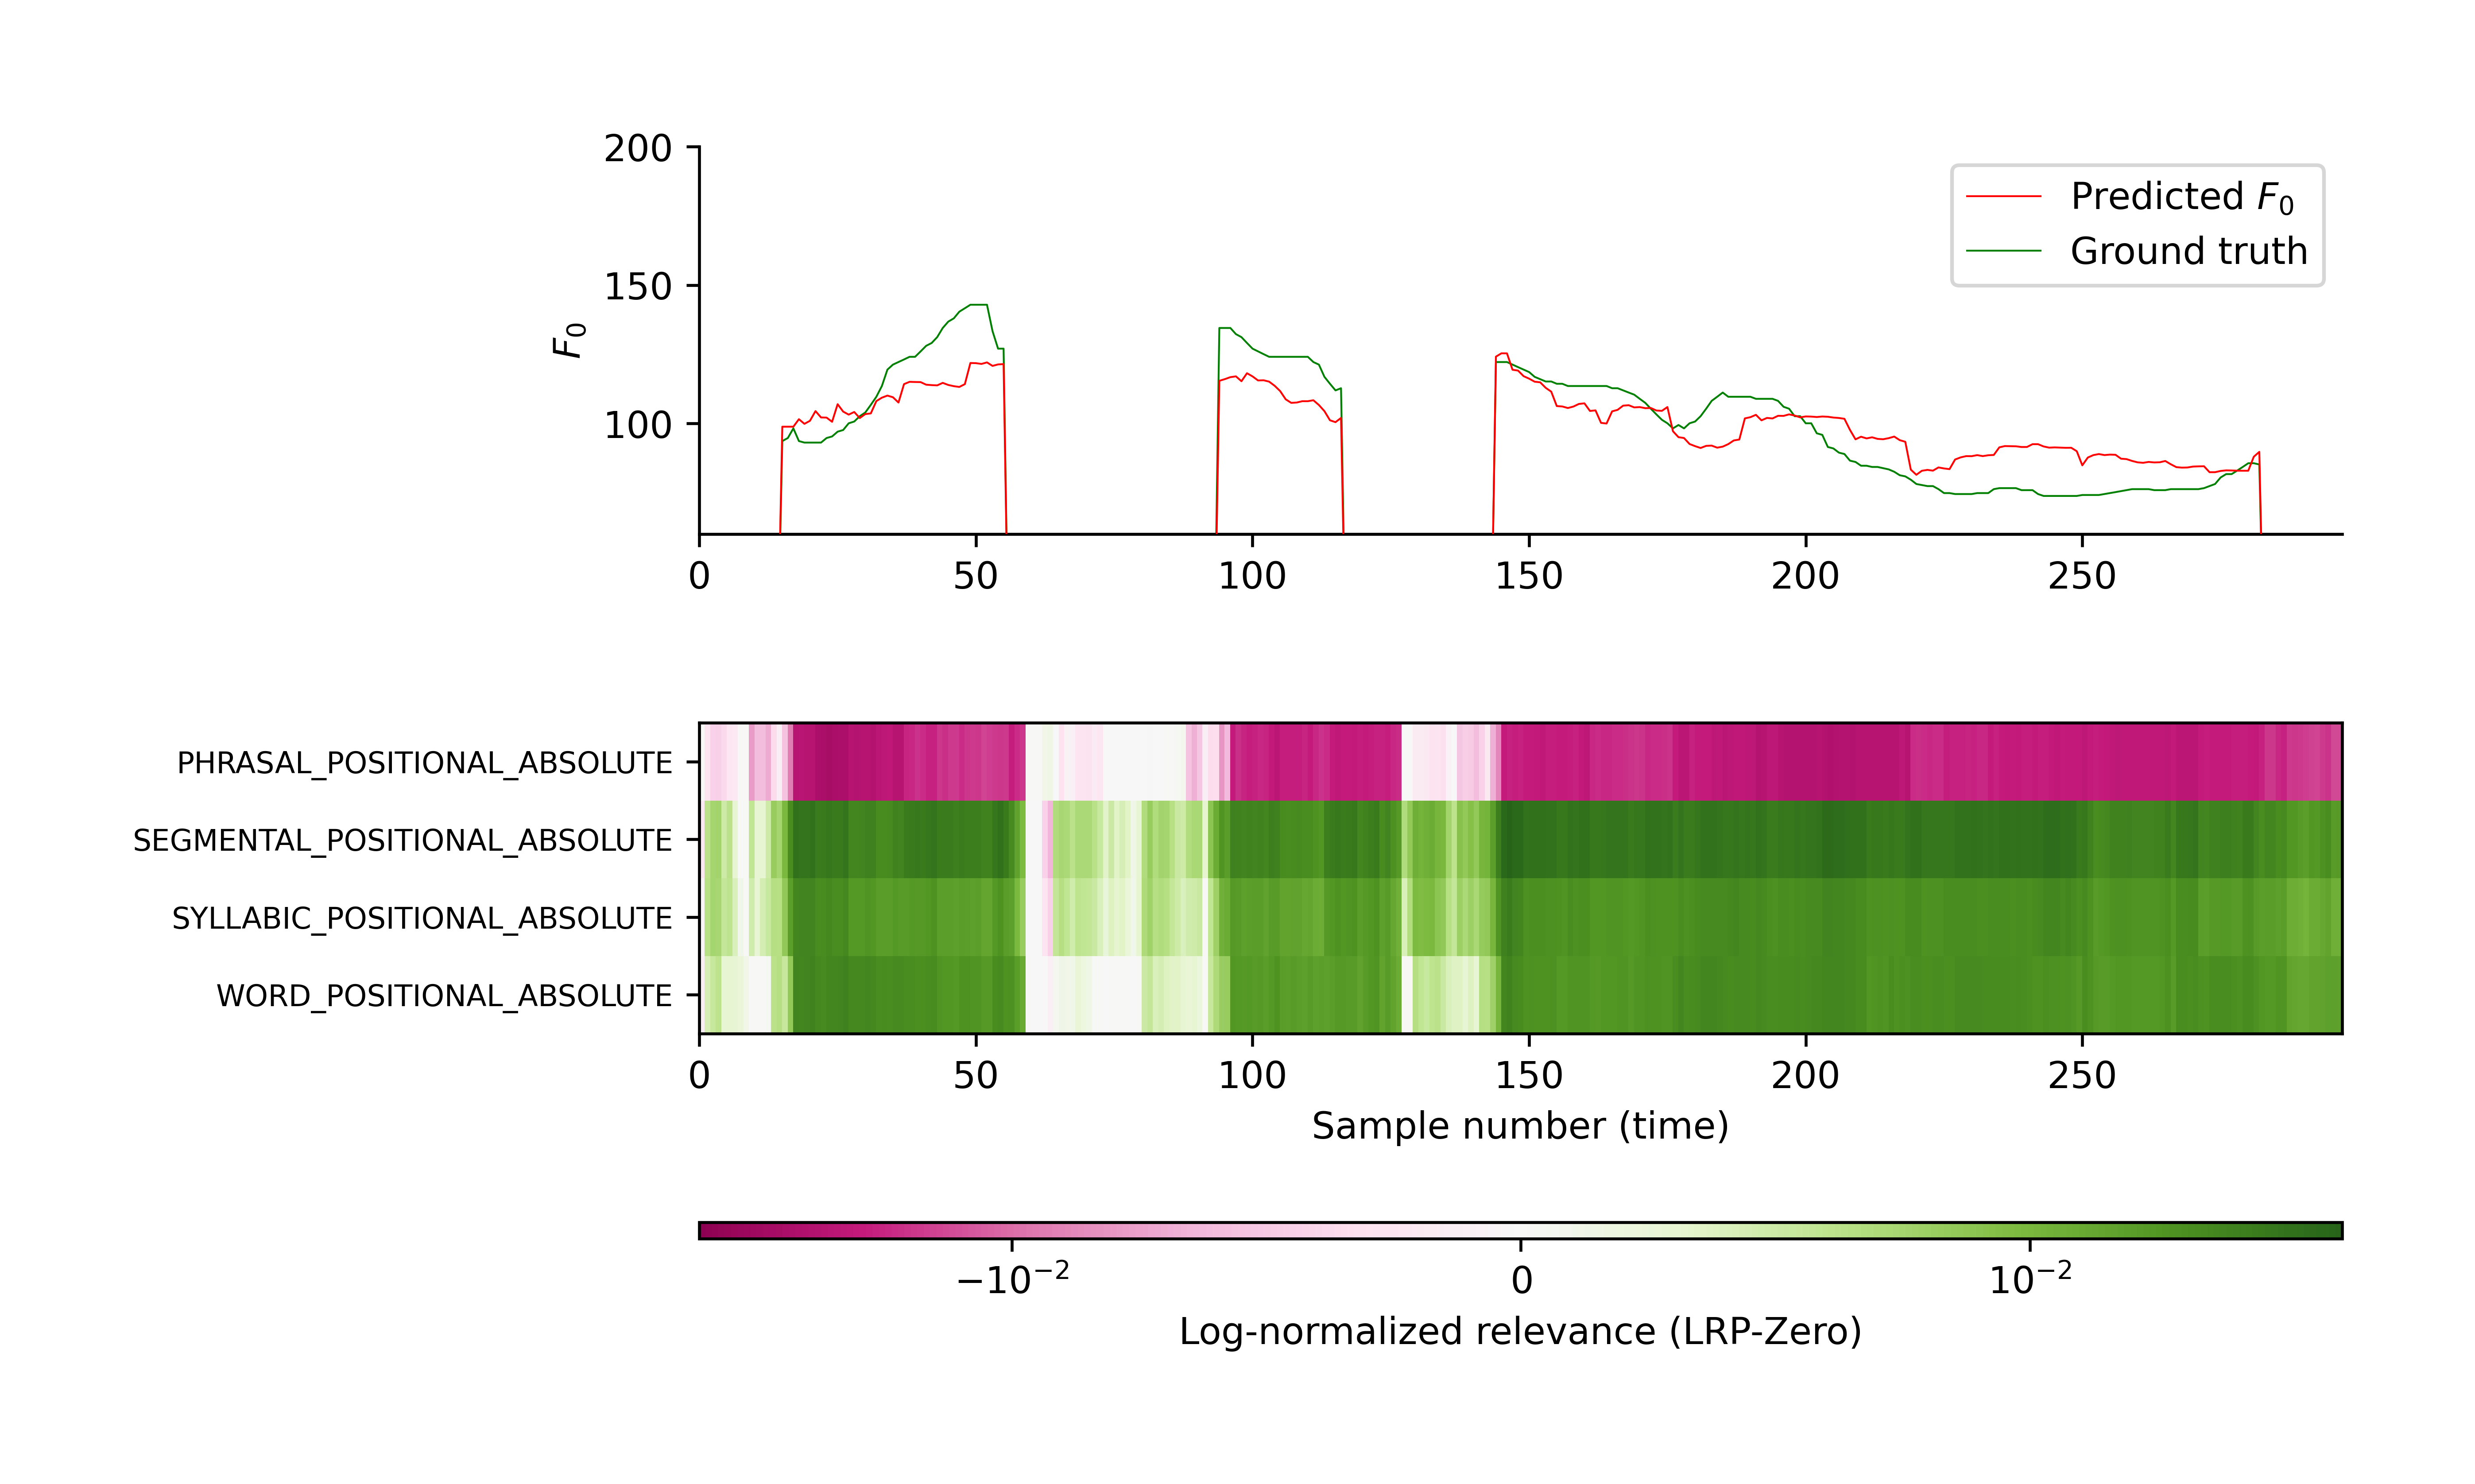 200
150
100
F0
Predicted F0
Ground truth
0 50 100 150 200 250
PHRASAL_POSITIONAL_ABSOLUTE
SEGMENTAL_POSITIONAL_ABSOLUTE
SYLLABIC_POSITIONAL_ABSOLUTE
WORD_POSITIONAL_ABSOLUTE
0 50 100 150 200 250
Sample number (time)
−10⁻² 0 10⁻²
Log-normalized relevance (LRP-Zero)